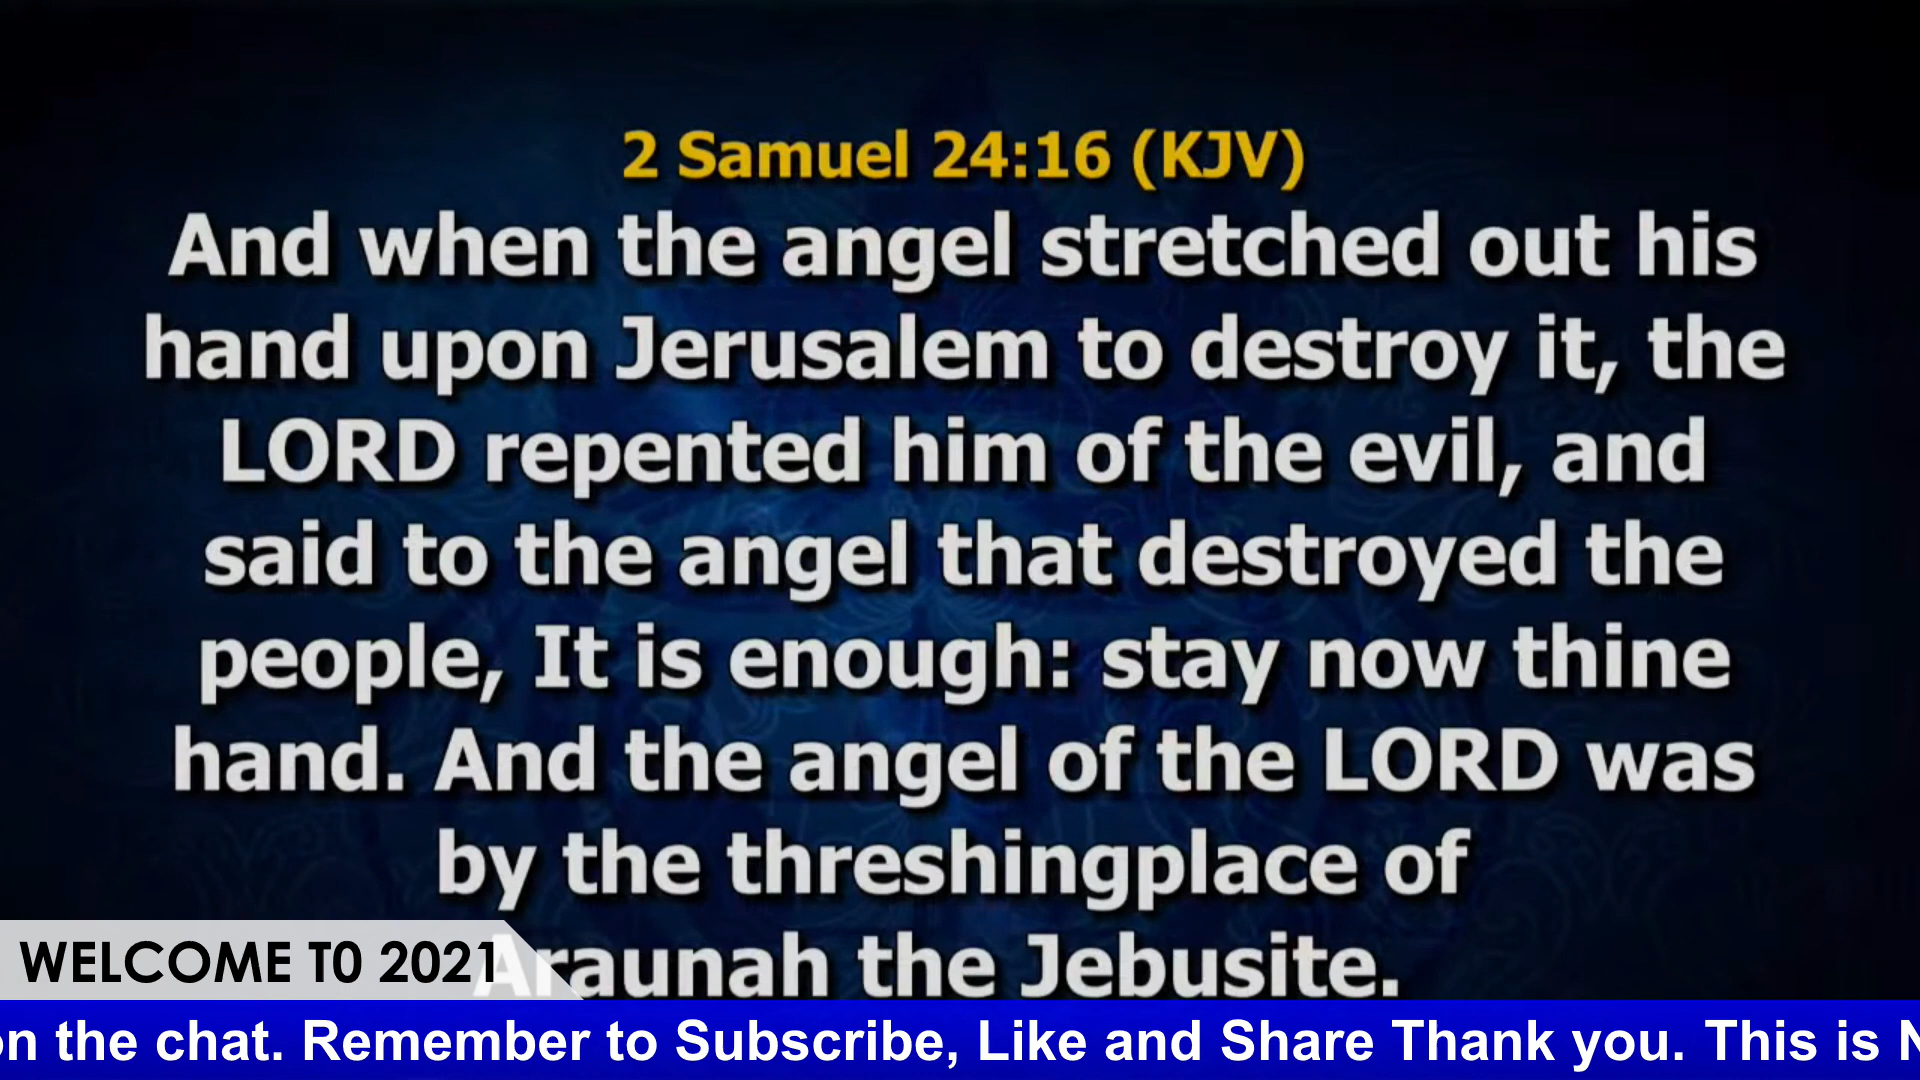 2 Samuel 24:16 (KJV)
And when the angel stretched out his
hand upon Jerusalem to destroy it, the
LORD repented him of the evil, and
said to the angel that destroyed the
people, It is enough: stay now thine
hand. And the angel of the LORD was
by the threshingplace of
Araunah the Jebusite.
WELCOME T0 2021
on the chat. Remember to Subscribe, Like and Share Thank you. This is